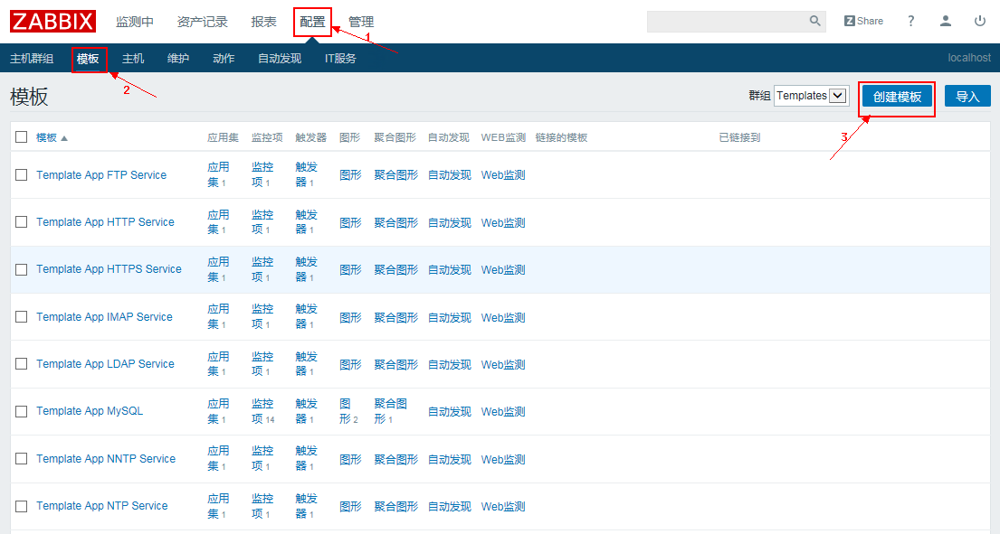 ZABBIX 监测中 资产记录 报表 配置 管理 Z Share ?
1
主机群组 模板 主机 维护 动作 自动发现 IT服务 localhost
2
模板 群组 Templates 创建模板 导入
3
模板 ▲ 应用集 监控项 触发器 图形 聚合图形 自动发现 WEB监测 链接的模板 已链接到
Template App FTP Service 应用集 1 监控项 1 触发器 1 图形 聚合图形 自动发现 Web监测
Template App HTTP Service 应用集 1 监控项 1 触发器 1 图形 聚合图形 自动发现 Web监测
Template App HTTPS Service 应用集 1 监控项 1 触发器 1 图形 聚合图形 自动发现 Web监测
Template App IMAP Service 应用集 1 监控项 1 触发器 1 图形 聚合图形 自动发现 Web监测
Template App LDAP Service 应用集 1 监控项 1 触发器 1 图形 聚合图形 自动发现 Web监测
Template App MySQL 应用集 1 监控项 14 触发器 1 图形 2 聚合图形 1 自动发现 Web监测
Template App NNTP Service 应用集 1 监控项 1 触发器 1 图形 聚合图形 自动发现 Web监测
Template App NTP Service 应用集 1 监控项 1 触发器 1 图形 聚合图形 自动发现 Web监测